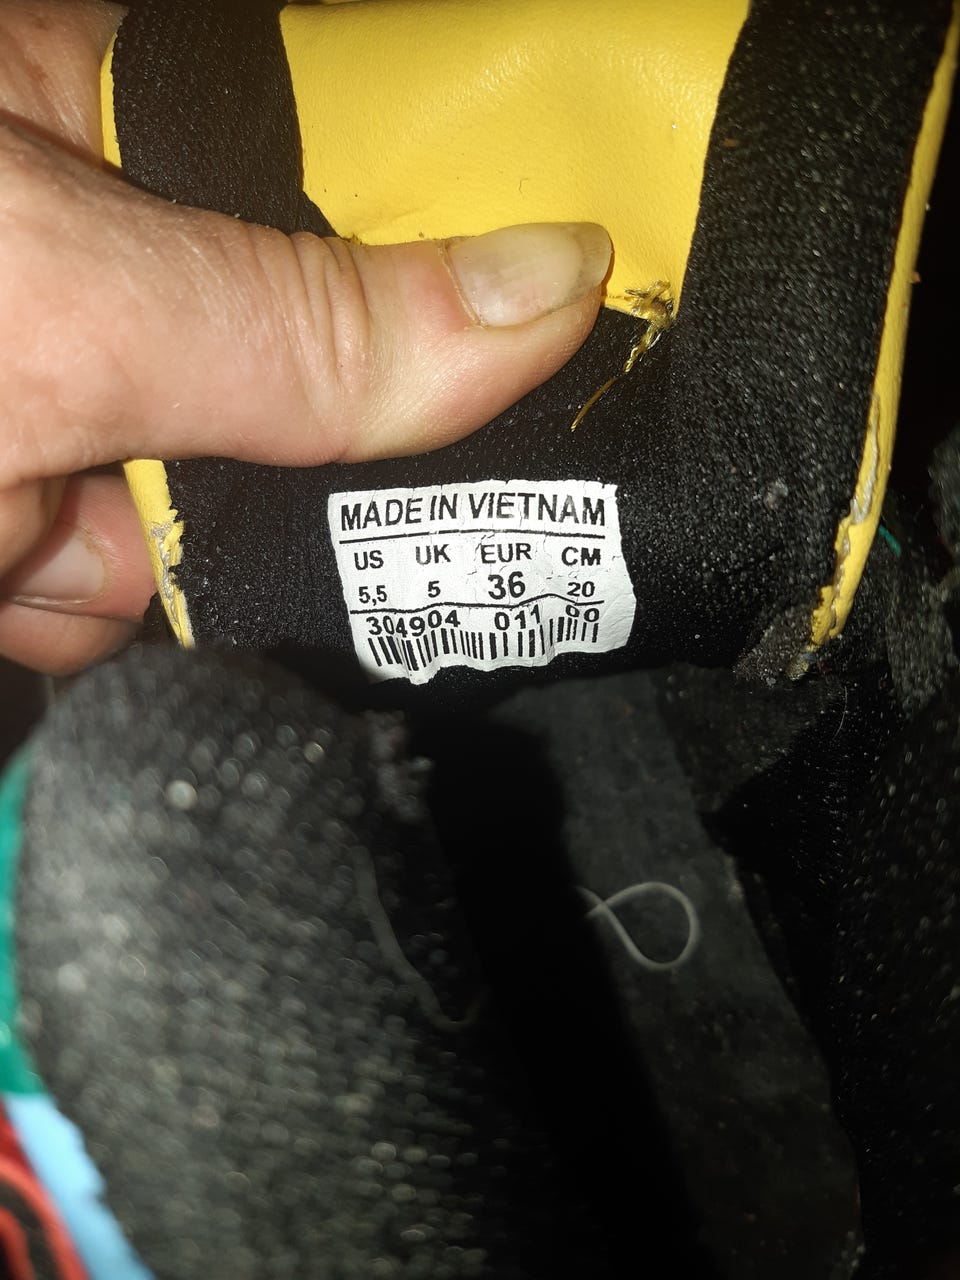 MADE IN VIETNAM
US UK EUR CM
5,5 5 36 20
304904 011 00